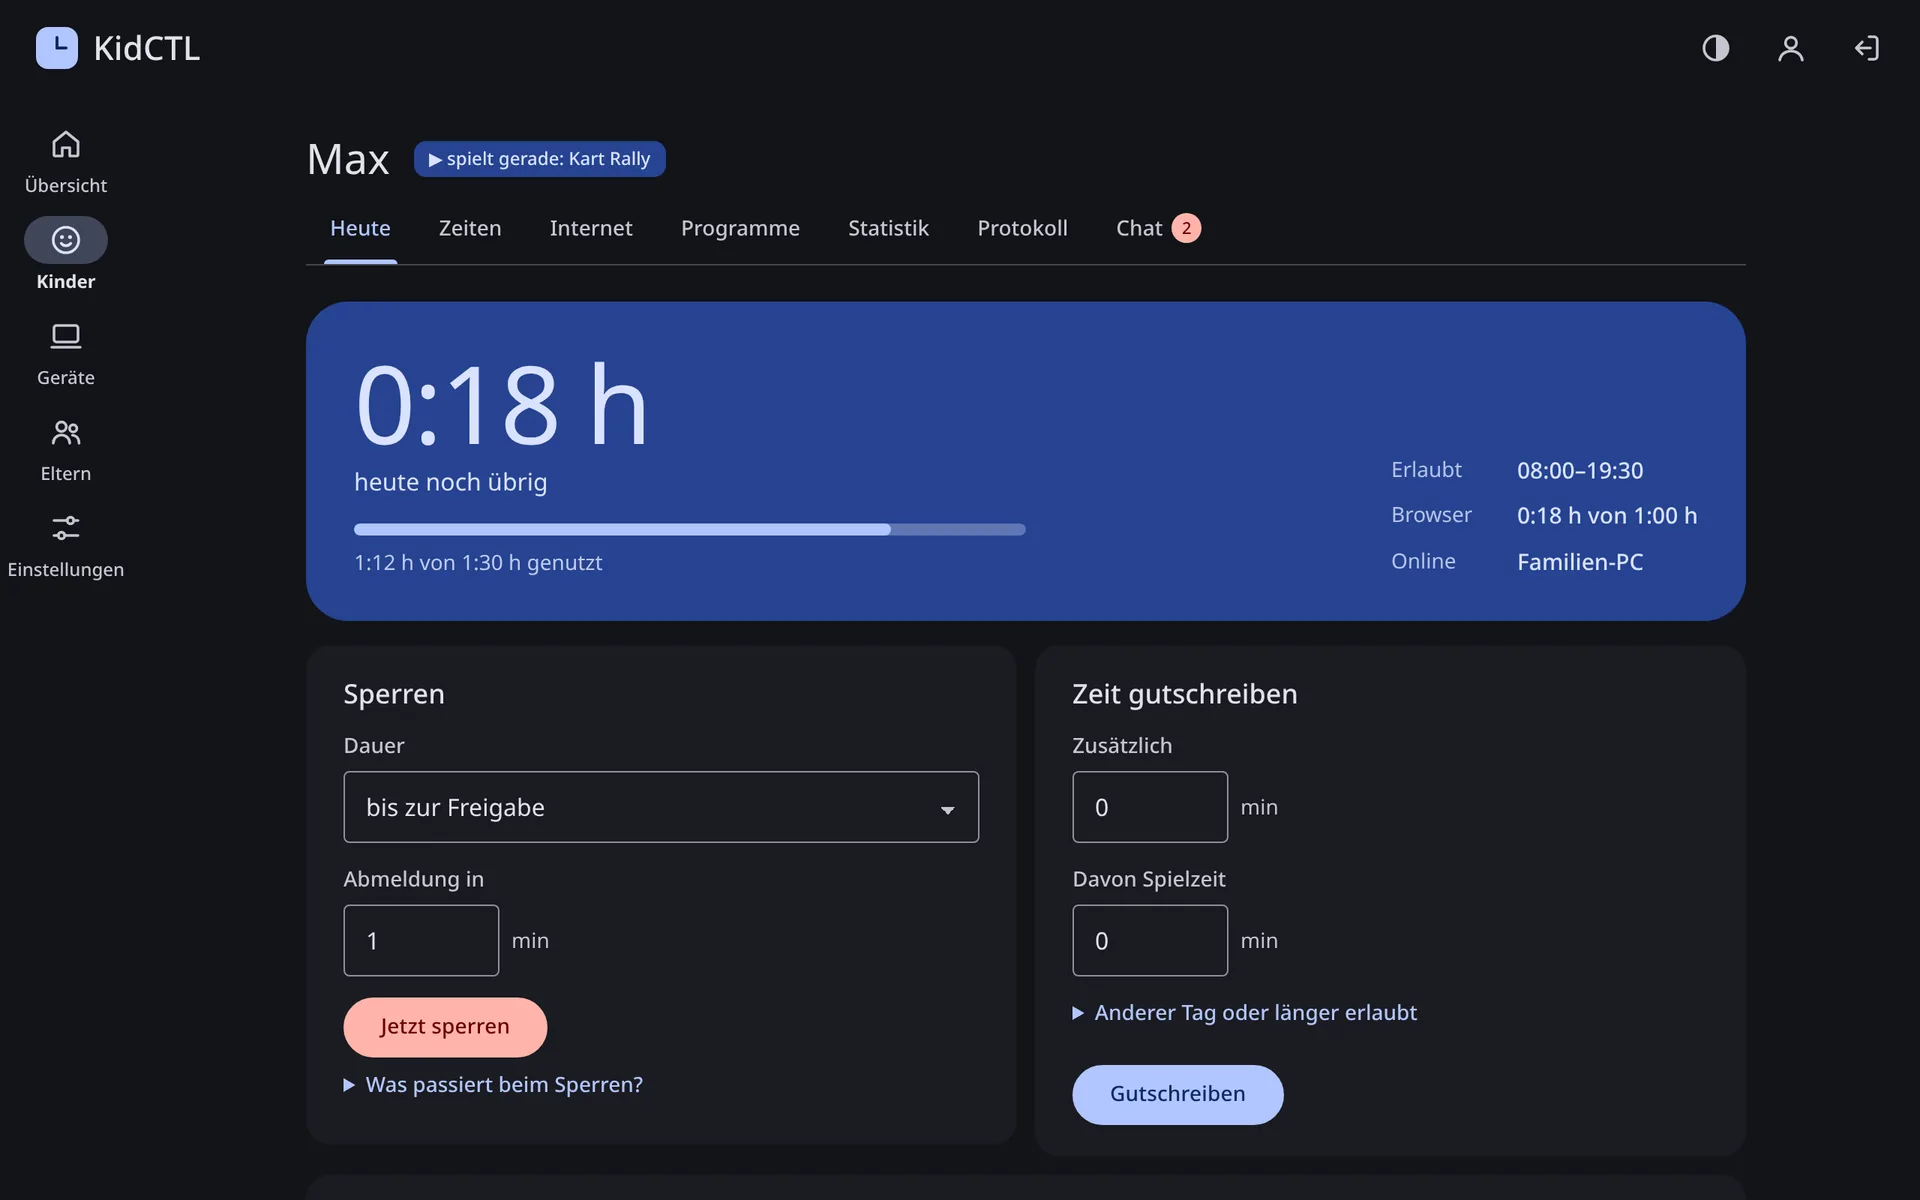 KidCTL
Übersicht
Kinder
Geräte
Eltern
Einstellungen
Max
▶ spielt gerade: Kart Rally
Heute
Zeiten
Internet
Programme
Statistik
Protokoll
Chat 2
0:18 h
heute noch übrig
1:12 h von 1:30 h genutzt
Erlaubt 08:00–19:30
Browser 0:18 h von 1:00 h
Online Familien-PC
Sperren
Dauer
bis zur Freigabe
Abmeldung in
1 min
Jetzt sperren
▶ Was passiert beim Sperren?
Zeit gutschreiben
Zusätzlich
0 min
Davon Spielzeit
0 min
▶ Anderer Tag oder länger erlaubt
Gutschreiben